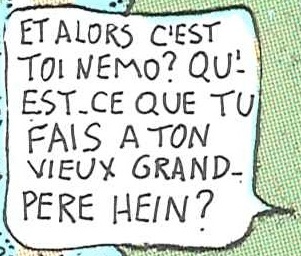 ET ALORS C'EST
TOI NEMO? QU'-
EST-CE QUE TU
FAIS A TON
VIEUX GRAND-
PERE HEIN?